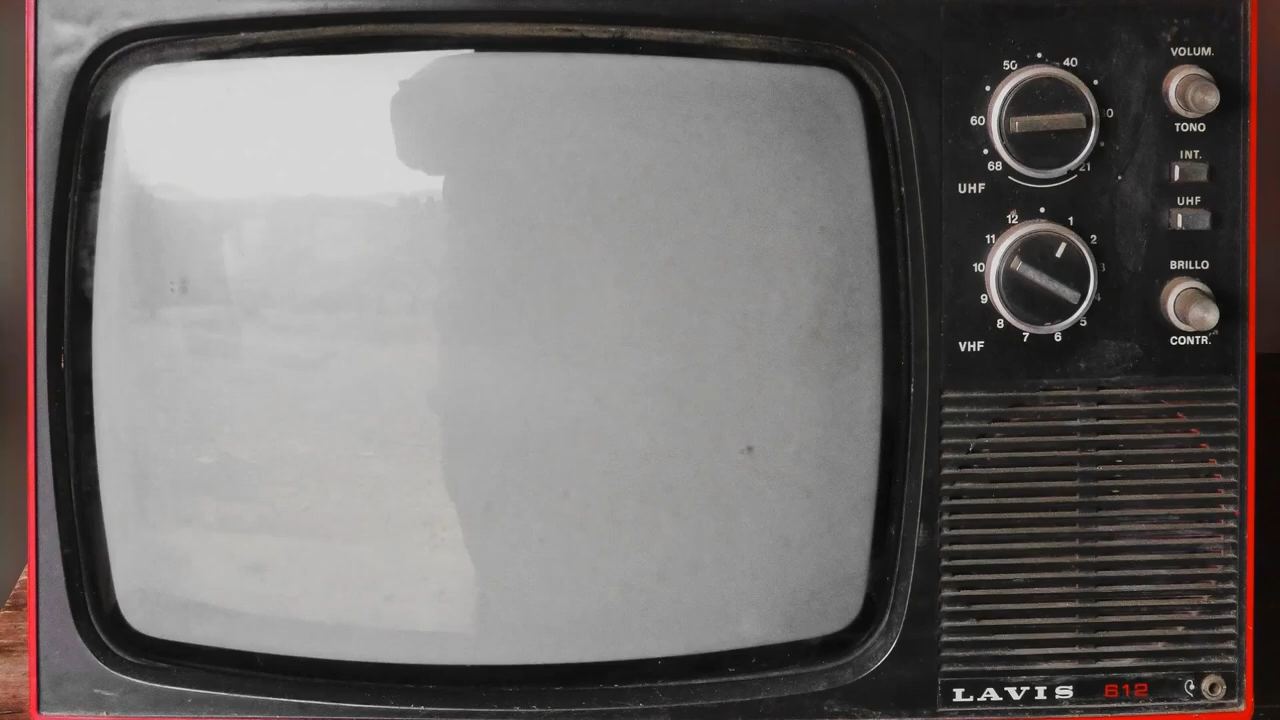 50 40
60 0
68 21
UHF
12 1
11 2
10 3
9 4
8 5
7 6
VHF
VOLUM.
TONO
INT.
UHF
BRILLO
CONTR.
LAVIS 612